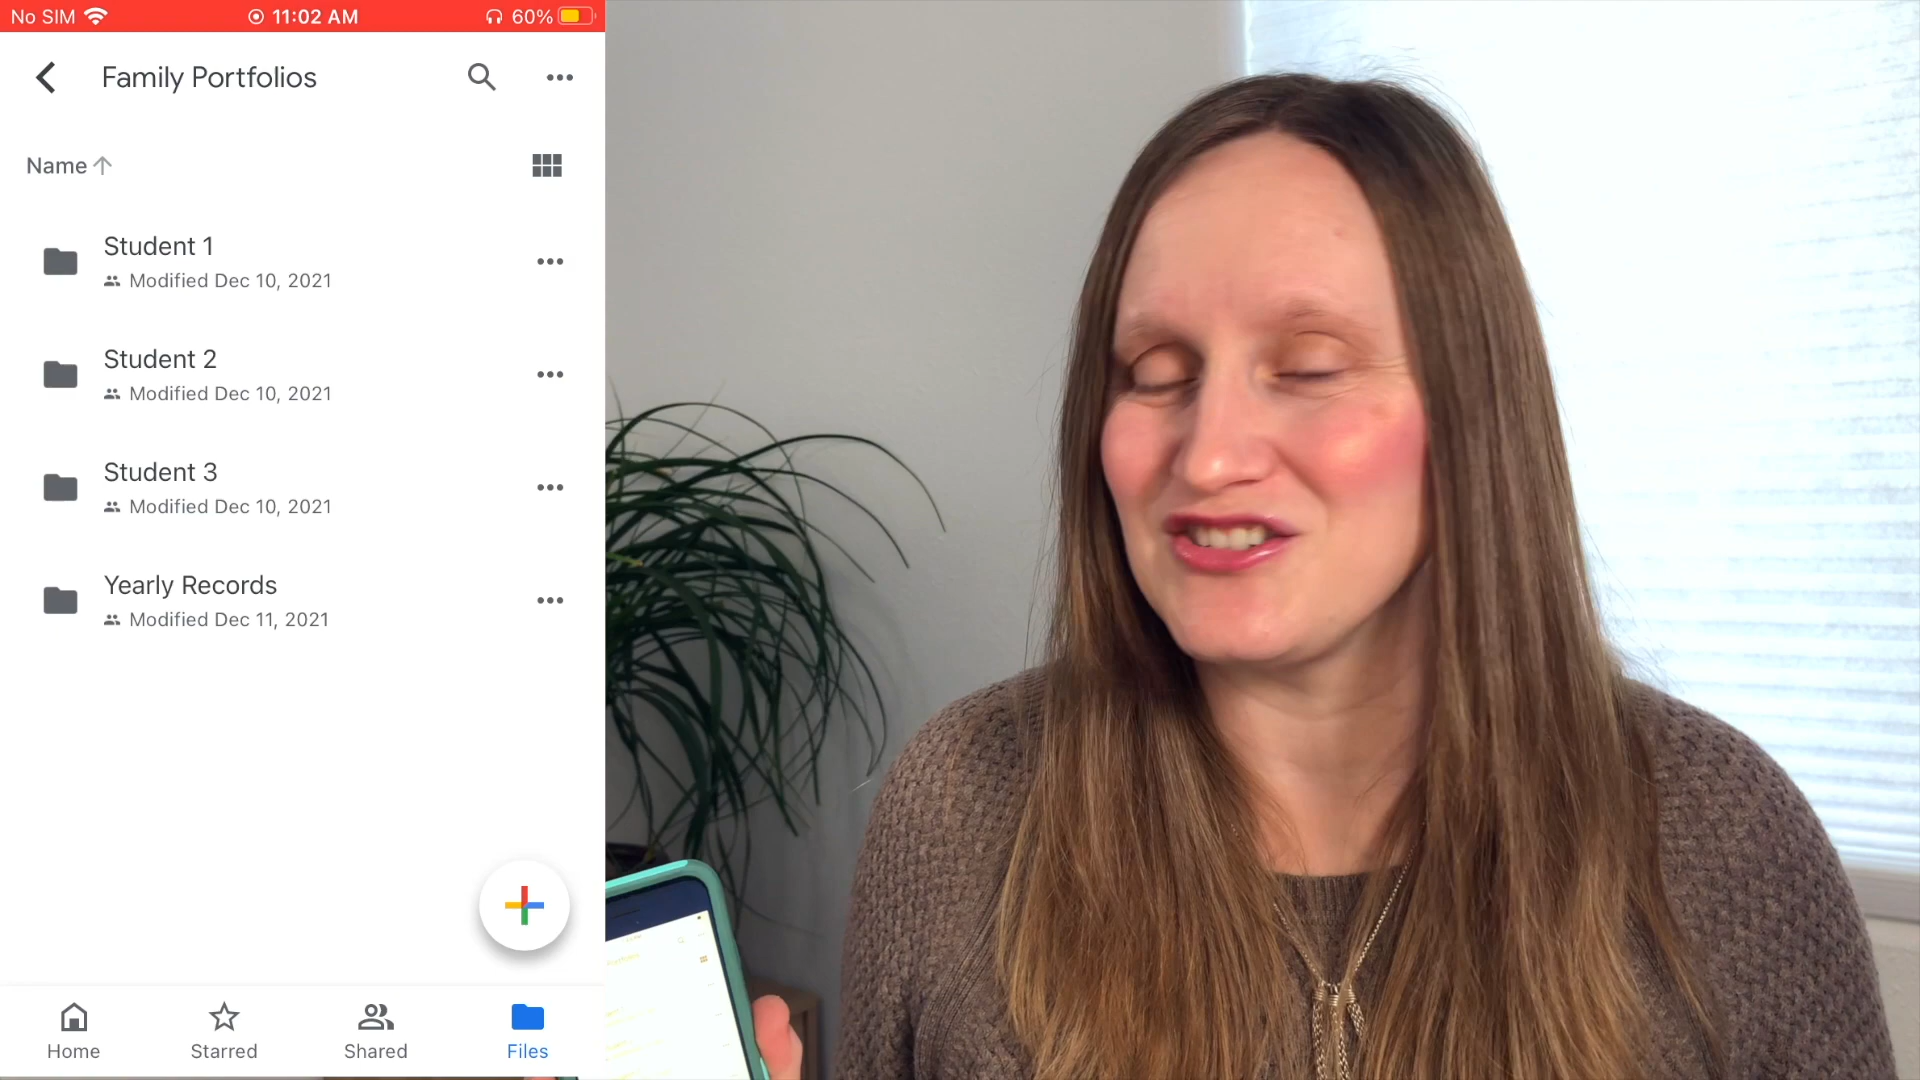 No SIM 11:02 AM 60%
Family Portfolios
Name
Student 1
Modified Dec 10, 2021
Student 2
Modified Dec 10, 2021
Student 3
Modified Dec 10, 2021
Yearly Records
Modified Dec 11, 2021
Home Starred Shared Files